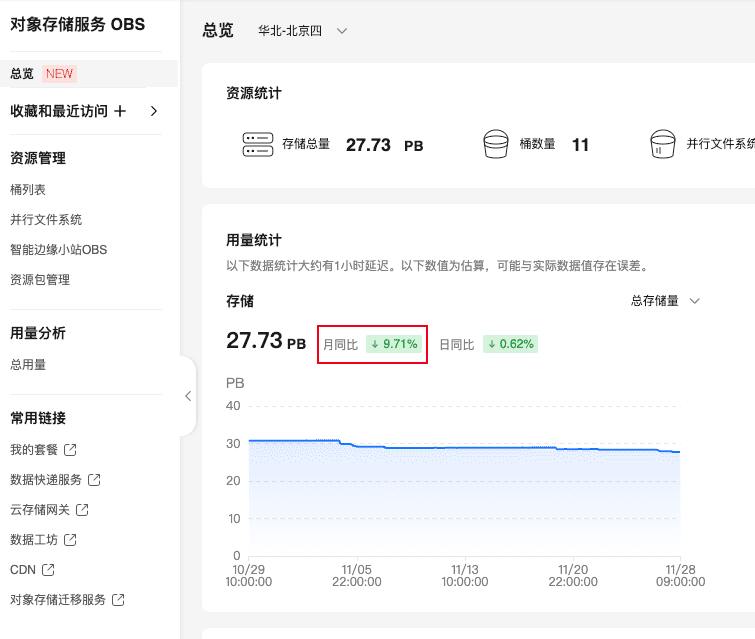 对象存储服务 OBS
总览 NEW
收藏和最近访问
资源管理
桶列表
并行文件系统
智能边缘小站OBS
资源包管理
用量分析
总用量
常用链接
我的套餐
数据快递服务
云存储网关
数据工坊
CDN
对象存储迁移服务
总览 华北-北京四
资源统计
存储总量 27.73 PB 桶数量 11 并行文件系统
用量统计
以下数据统计大约有1小时延迟。以下数值为估算，可能与实际数据值存在误差。
存储 总存储量
27.73 PB 月同比 ↓ 9.71% 日同比 ↓ 0.62%
PB
40
30
20
10
0
10/29 11/05 11/13 11/20 11/28
10:00:00 22:00:00 10:00:00 22:00:00 09:00:00